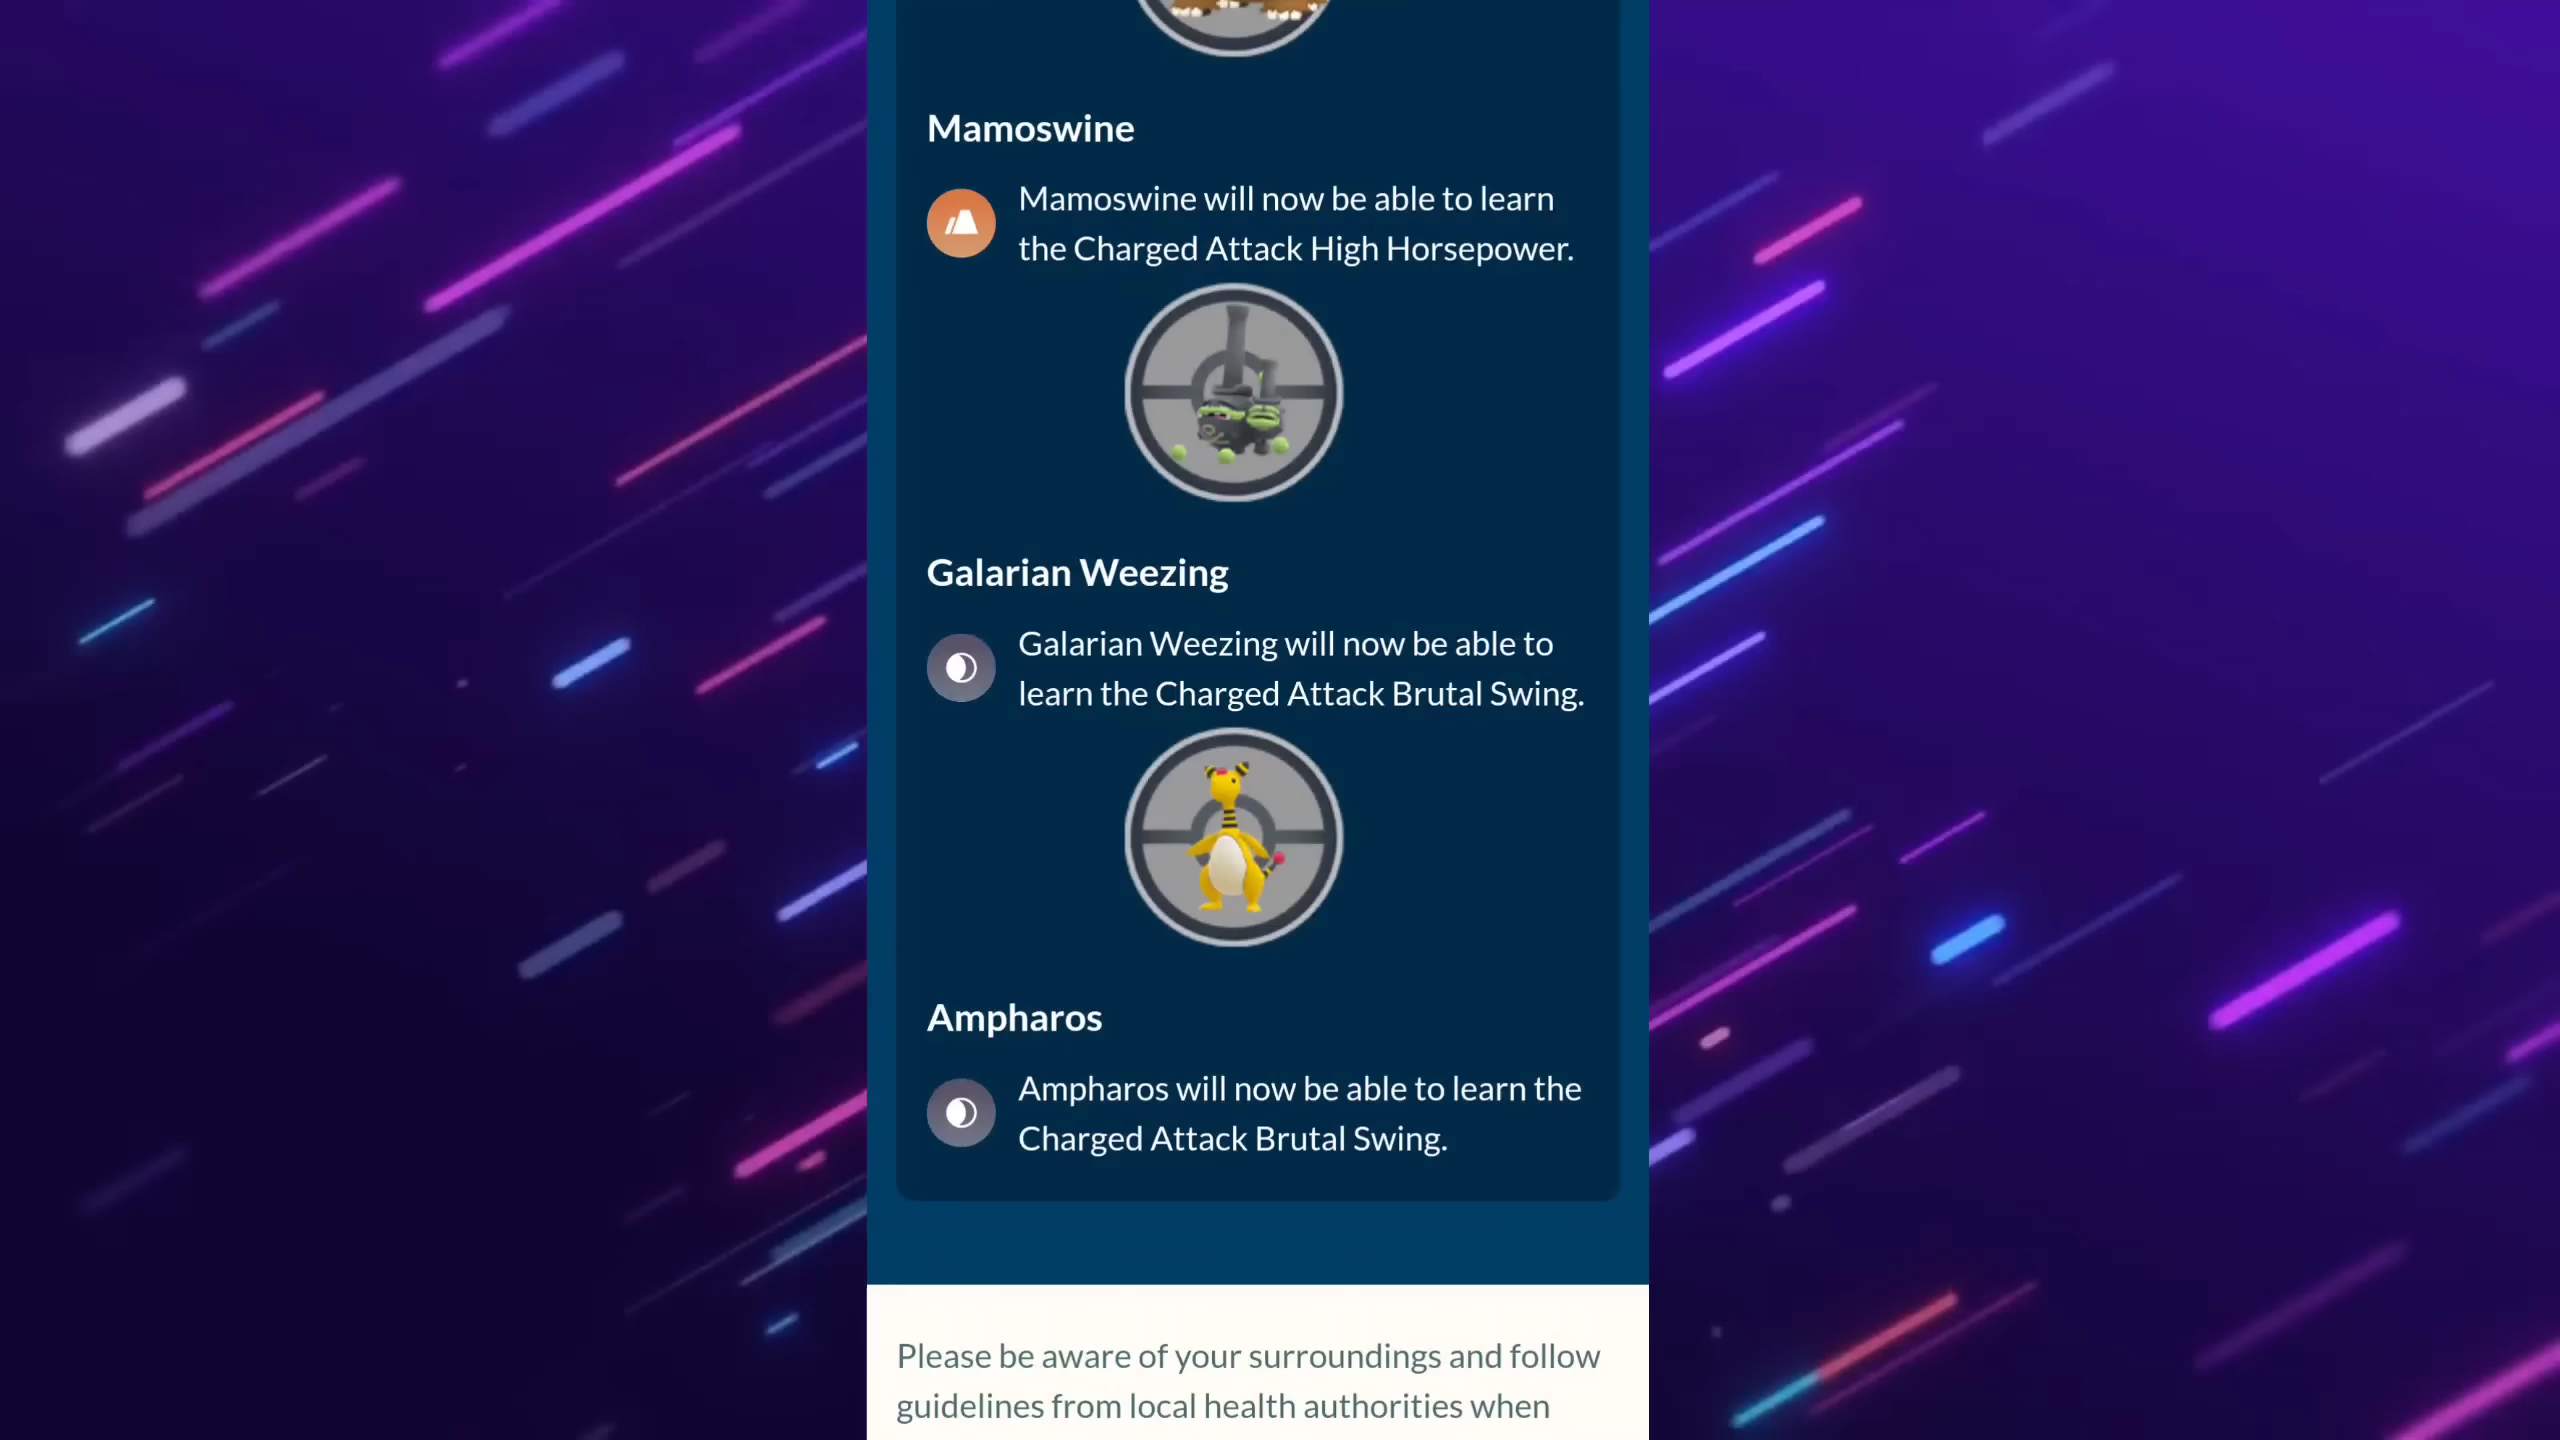 Mamoswine
Mamoswine will now be able to learn
the Charged Attack High Horsepower.
Galarian Weezing
Galarian Weezing will now be able to
learn the Charged Attack Brutal Swing.
Ampharos
Ampharos will now be able to learn the
Charged Attack Brutal Swing.
Please be aware of your surroundings and follow
guidelines from local health authorities when